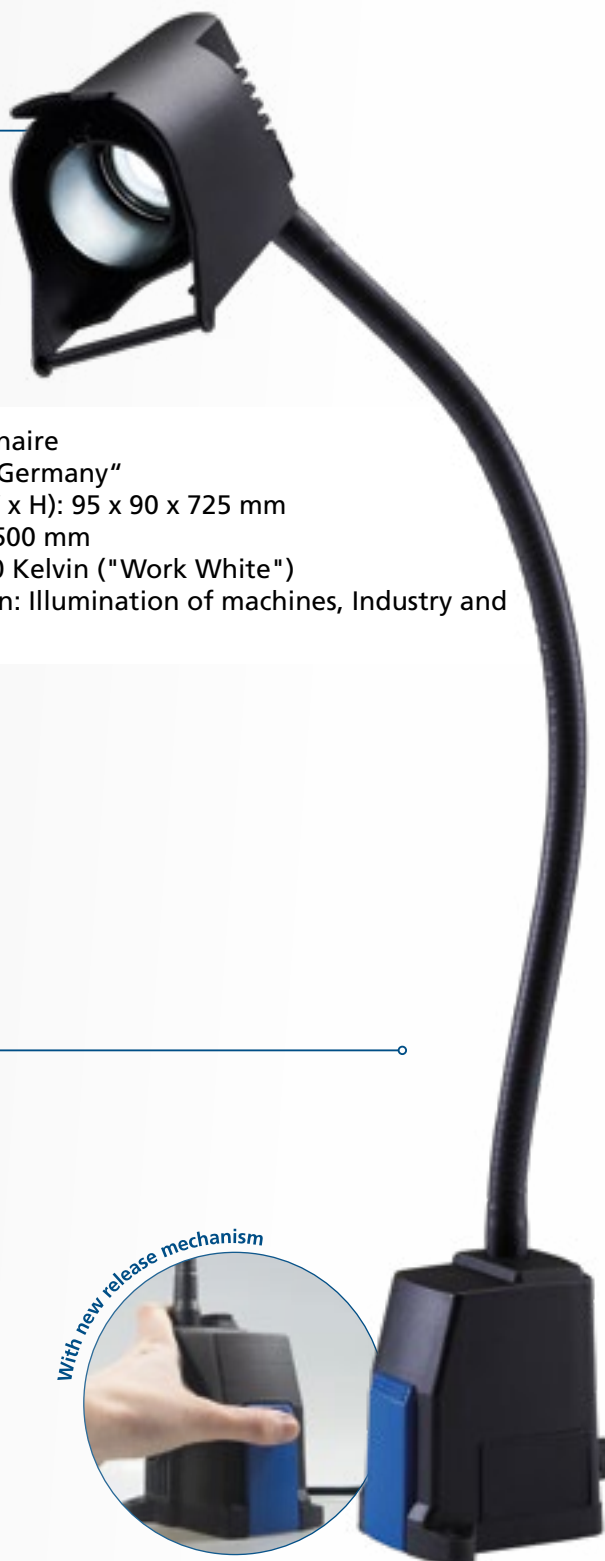 naire
Germany“
x H): 95 x 90 x 725 mm
500 mm
0 Kelvin ("Work White")
n: Illumination of machines, Industry and
With new release mechanism